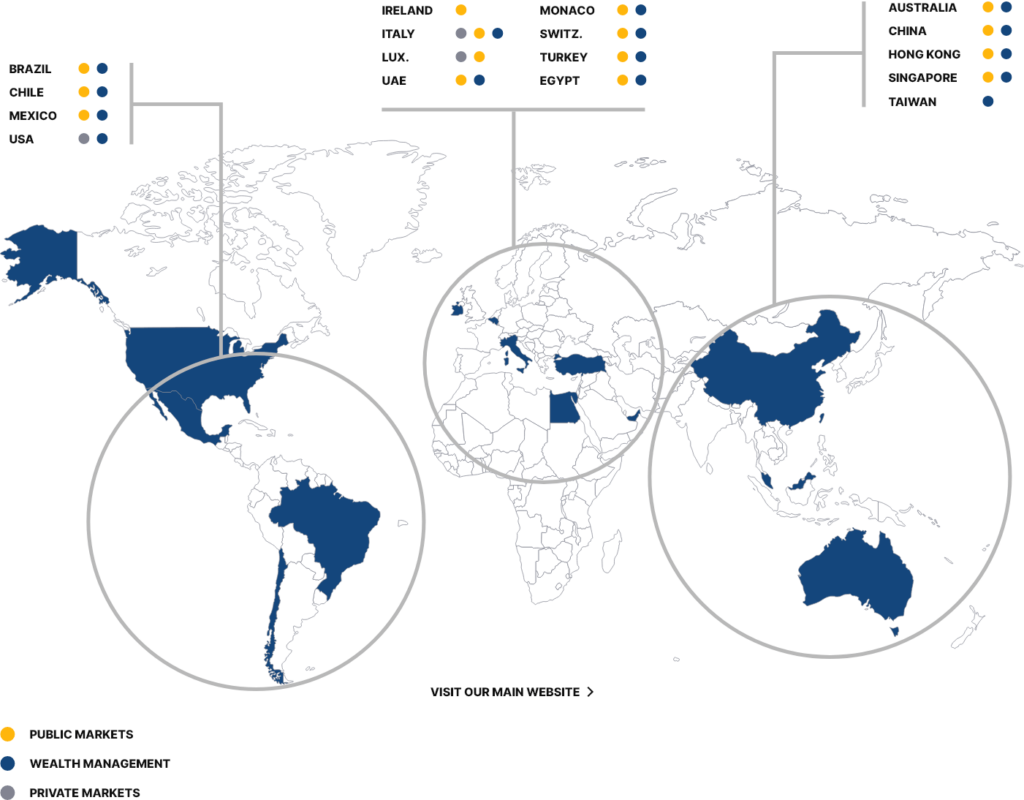 BRAZIL
CHILE
MEXICO
USA
IRELAND
ITALY
LUX.
UAE
MONACO
SWITZ.
TURKEY
EGYPT
AUSTRALIA
CHINA
HONG KONG
SINGAPORE
TAIWAN
VISIT OUR MAIN WEBSITE >
PUBLIC MARKETS
WEALTH MANAGEMENT
PRIVATE MARKETS